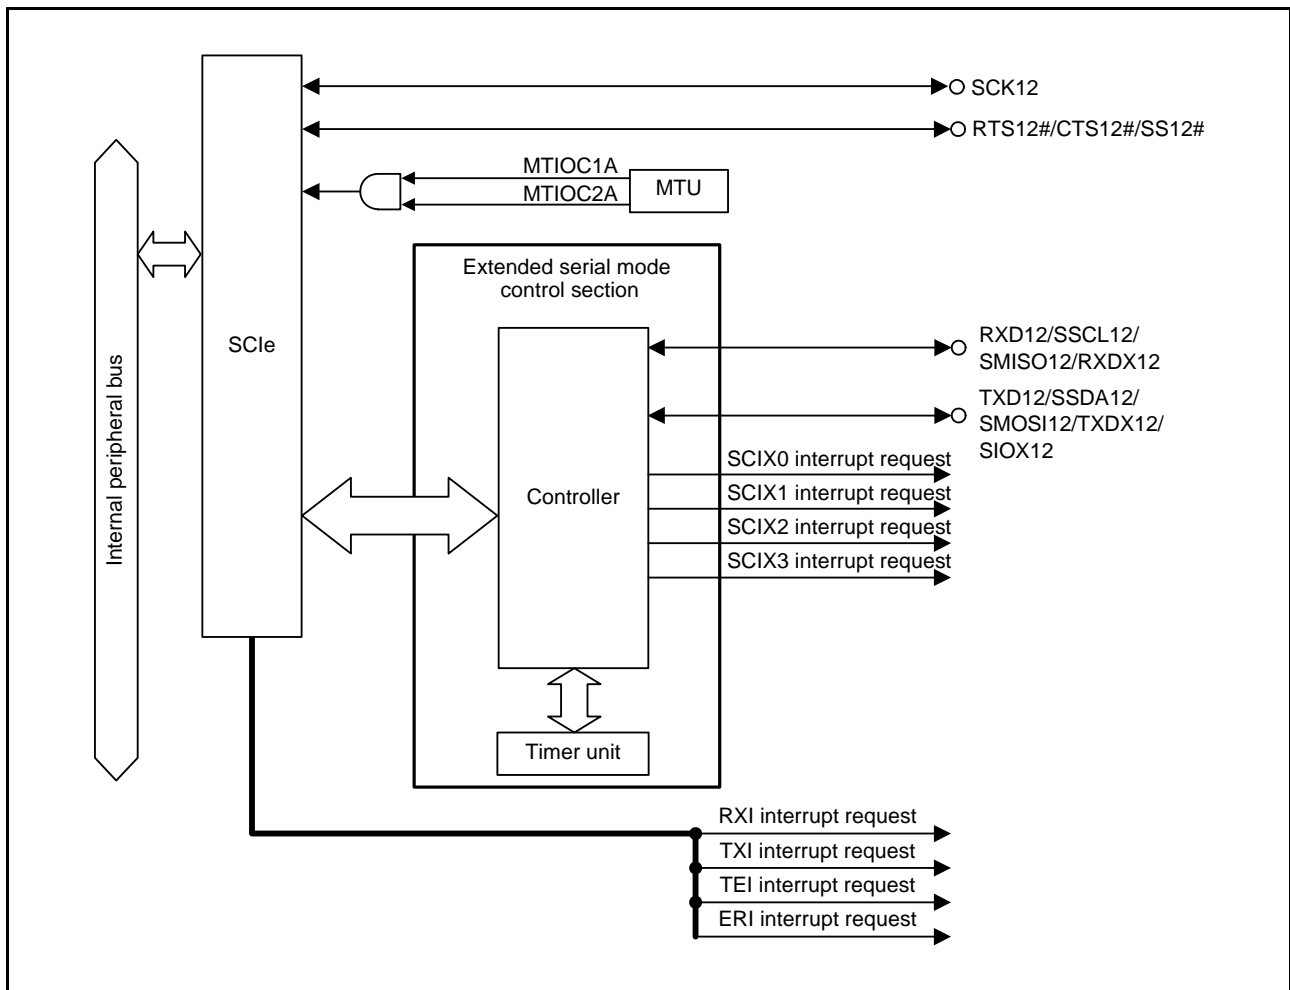 SCK12
RTS12#/CTS12#/SS12#
MTIOC1A
MTIOC2A
MTU
Extended serial mode
control section
SCIe
Internal peripheral bus
RXD12/SSCL12/
SMISO12/RXDX12
TXD12/SSDA12/
SMOSI12/TXDX12/
SIOX12
Controller
SCIX0 interrupt request
SCIX1 interrupt request
SCIX2 interrupt request
SCIX3 interrupt request
Timer unit
RXI interrupt request
TXI interrupt request
TEI interrupt request
ERI interrupt request